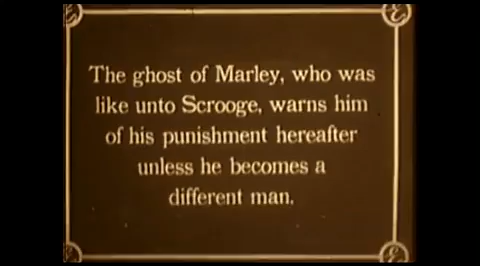 The ghost of Marley, who was
like unto Scrooge, warns him
of his punishment hereafter
unless he becomes a
different man.